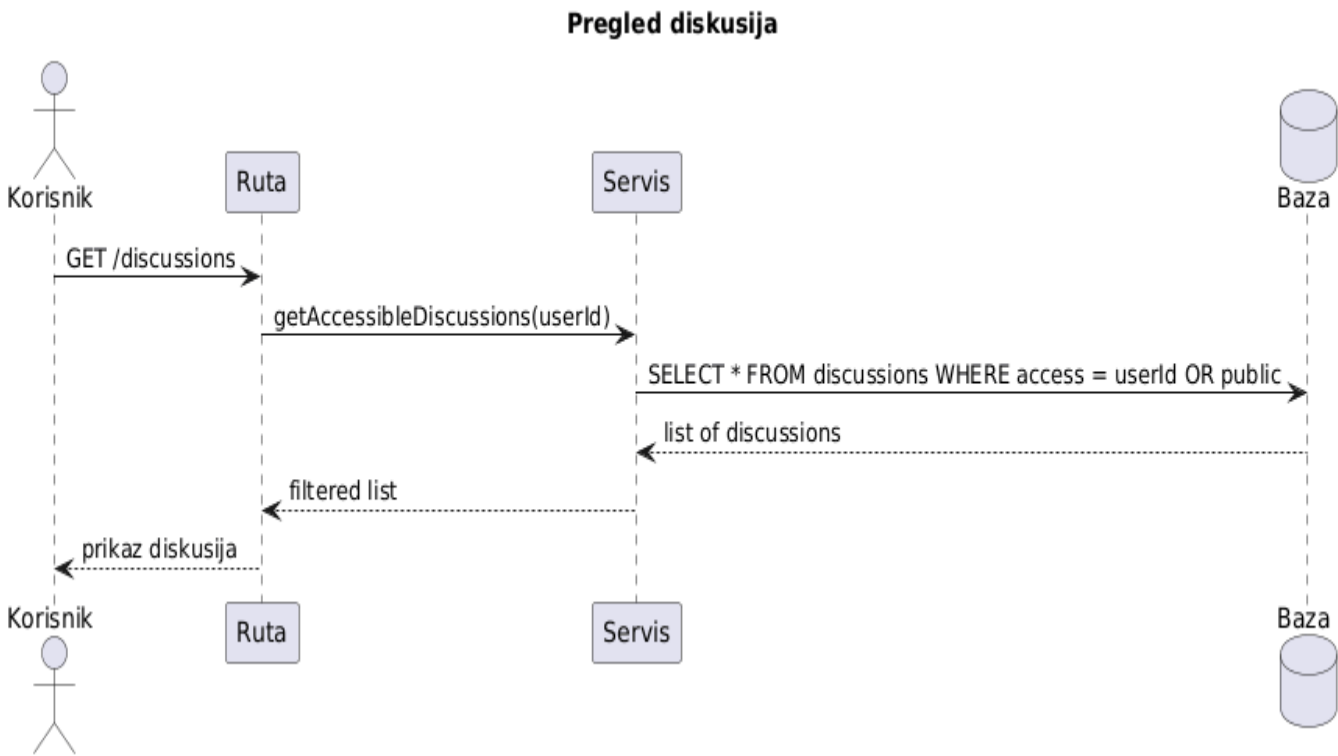 Pregled diskusija
Korisnik
Ruta
Servis
Baza
GET /discussions
getAccessibleDiscussions(userId)
SELECT * FROM discussions WHERE access = userId OR public
list of discussions
filtered list
prikaz diskusija
Korisnik
Ruta
Servis
Baza